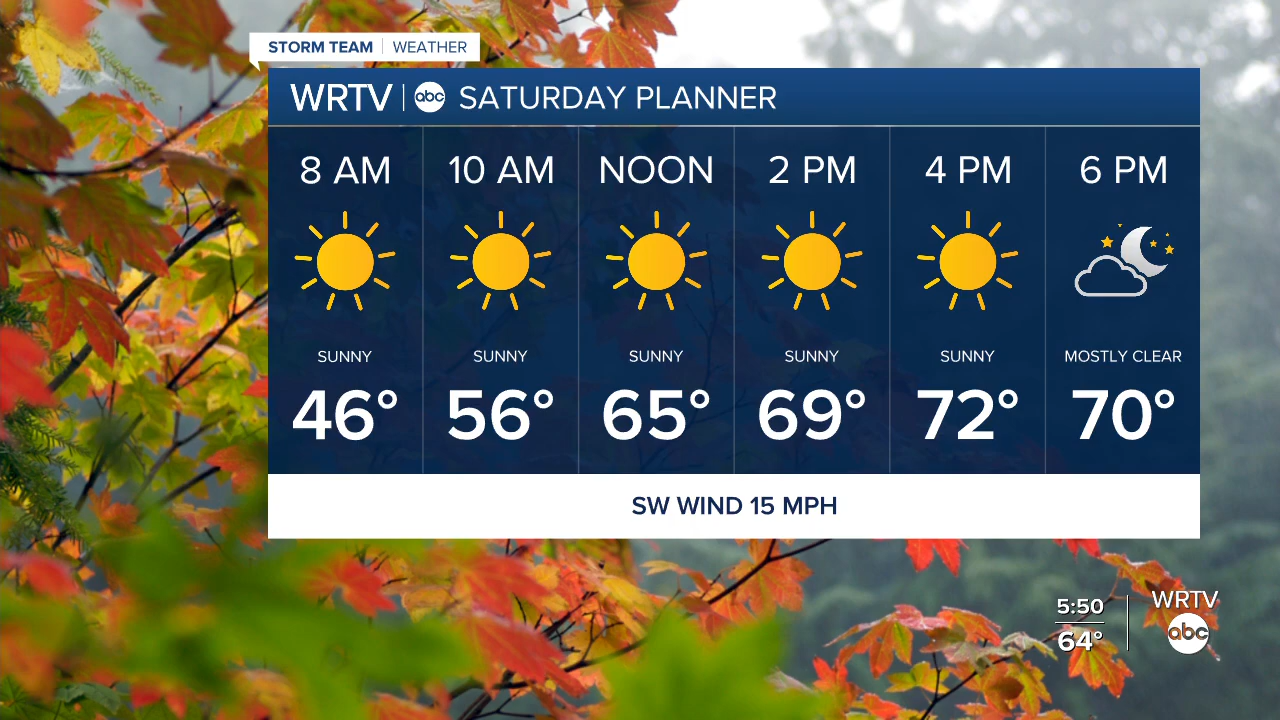 STORM TEAM | WEATHER
WRTV | abc SATURDAY PLANNER
8 AM 10 AM NOON 2 PM 4 PM 6 PM
SUNNY SUNNY SUNNY SUNNY SUNNY MOSTLY CLEAR
46° 56° 65° 69° 72° 70°
SW WIND 15 MPH
5:50
64°
WRTV
abc